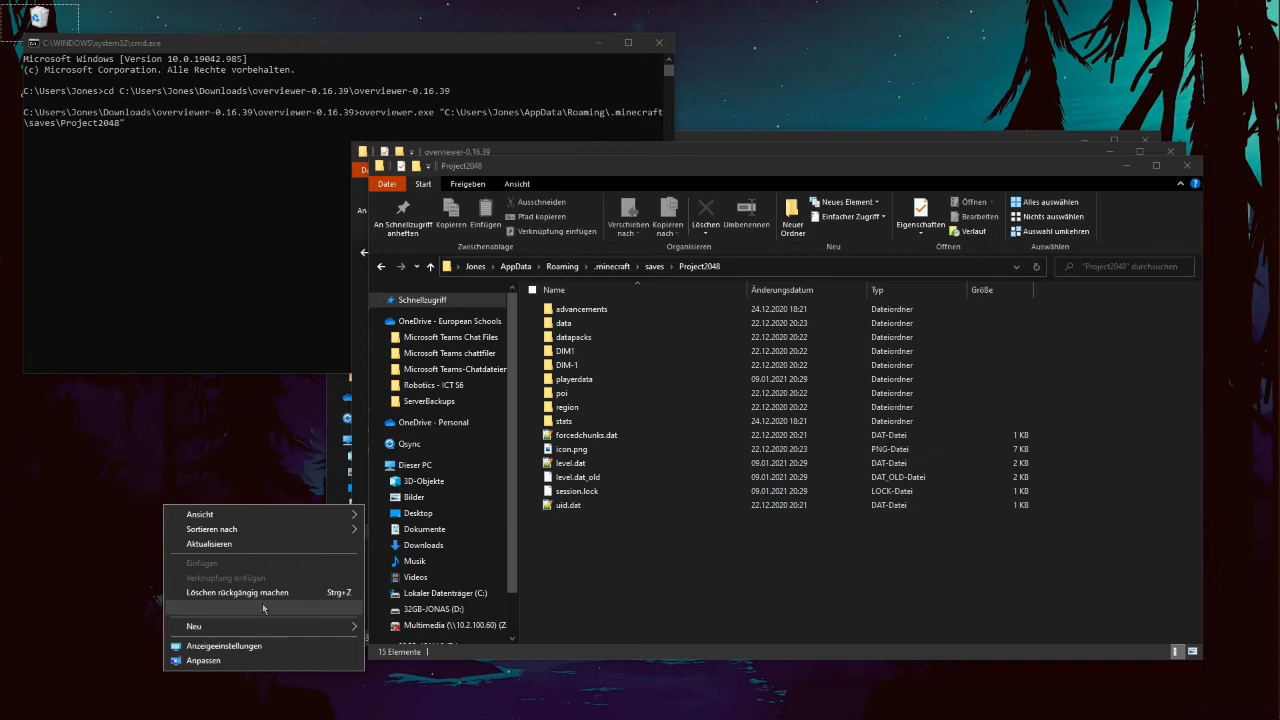 C:\WINDOWS\system32\cmd.exe
Microsoft Windows [Version 10.0.19042.985]
(c) Microsoft Corporation. Alle Rechte vorbehalten.
C:\Users\Jones>cd C:\Users\Jones\Downloads\overviewer-0.16.39\overviewer-0.16.39
C:\Users\Jones\Downloads\overviewer-0.16.39\overviewer-0.16.39>overviewer.exe "C:\Users\Jones\AppData\Roaming\.minecraft
\saves\Project2048"
overviewer-0.16.39
Project2048
Datei Start Freigeben Ansicht
An Schnellzugriff anheften
Kopieren
Einfügen
Ausschneiden
Pfad kopieren
Verknüpfung einfügen
Zwischenablage
Verschieben nach
Kopieren nach
Löschen
Umbenennen
Organisieren
Neuer Ordner
Neues Element
Einfacher Zugriff
Neu
Eigenschaften
Öffnen
Bearbeiten
Verlauf
Öffnen
Alles auswählen
Nichts auswählen
Auswahl umkehren
Auswählen
Jones > AppData > Roaming > .minecraft > saves > Project2048
"Project2048" durchsuchen
Name Änderungsdatum Typ Größe
Schnellzugriff
OneDrive - European Schools
Microsoft Teams Chat Files
Microsoft Teams chattfiler
Microsoft Teams-Chatdateien
Robotics - ICT S6
ServerBackups
OneDrive - Personal
Qsync
Dieser PC
3D-Objekte
Bilder
Desktop
Dokumente
Downloads
Musik
Videos
Lokaler Datenträger (C:)
32GB-JONAS (D:)
Multimedia (\\10.2.100.60) (Z
advancements 24.12.2020 18:21 Dateiordner
data 22.12.2020 20:23 Dateiordner
datapacks 22.12.2020 20:22 Dateiordner
DIM1 22.12.2020 20:22 Dateiordner
DIM-1 22.12.2020 20:22 Dateiordner
playerdata 09.01.2021 20:29 Dateiordner
poi 22.12.2020 20:22 Dateiordner
region 22.12.2020 20:22 Dateiordner
stats 24.12.2020 18:21 Dateiordner
forcedchunks.dat 22.12.2020 20:21 DAT-Datei 1 KB
icon.png 22.12.2020 20:23 PNG-Datei 7 KB
level.dat 09.01.2021 20:29 DAT-Datei 2 KB
level.dat_old 09.01.2021 20:29 DAT_OLD-Datei 2 KB
session.lock 09.01.2021 20:29 LOCK-Datei 1 KB
uid.dat 22.12.2020 20:22 DAT-Datei 1 KB
15 Elemente
Ansicht
Sortieren nach
Aktualisieren
Einfügen
Verknüpfung einfügen
Löschen rückgängig machen Strg+Z
Neu
Anzeigeeinstellungen
Anpassen